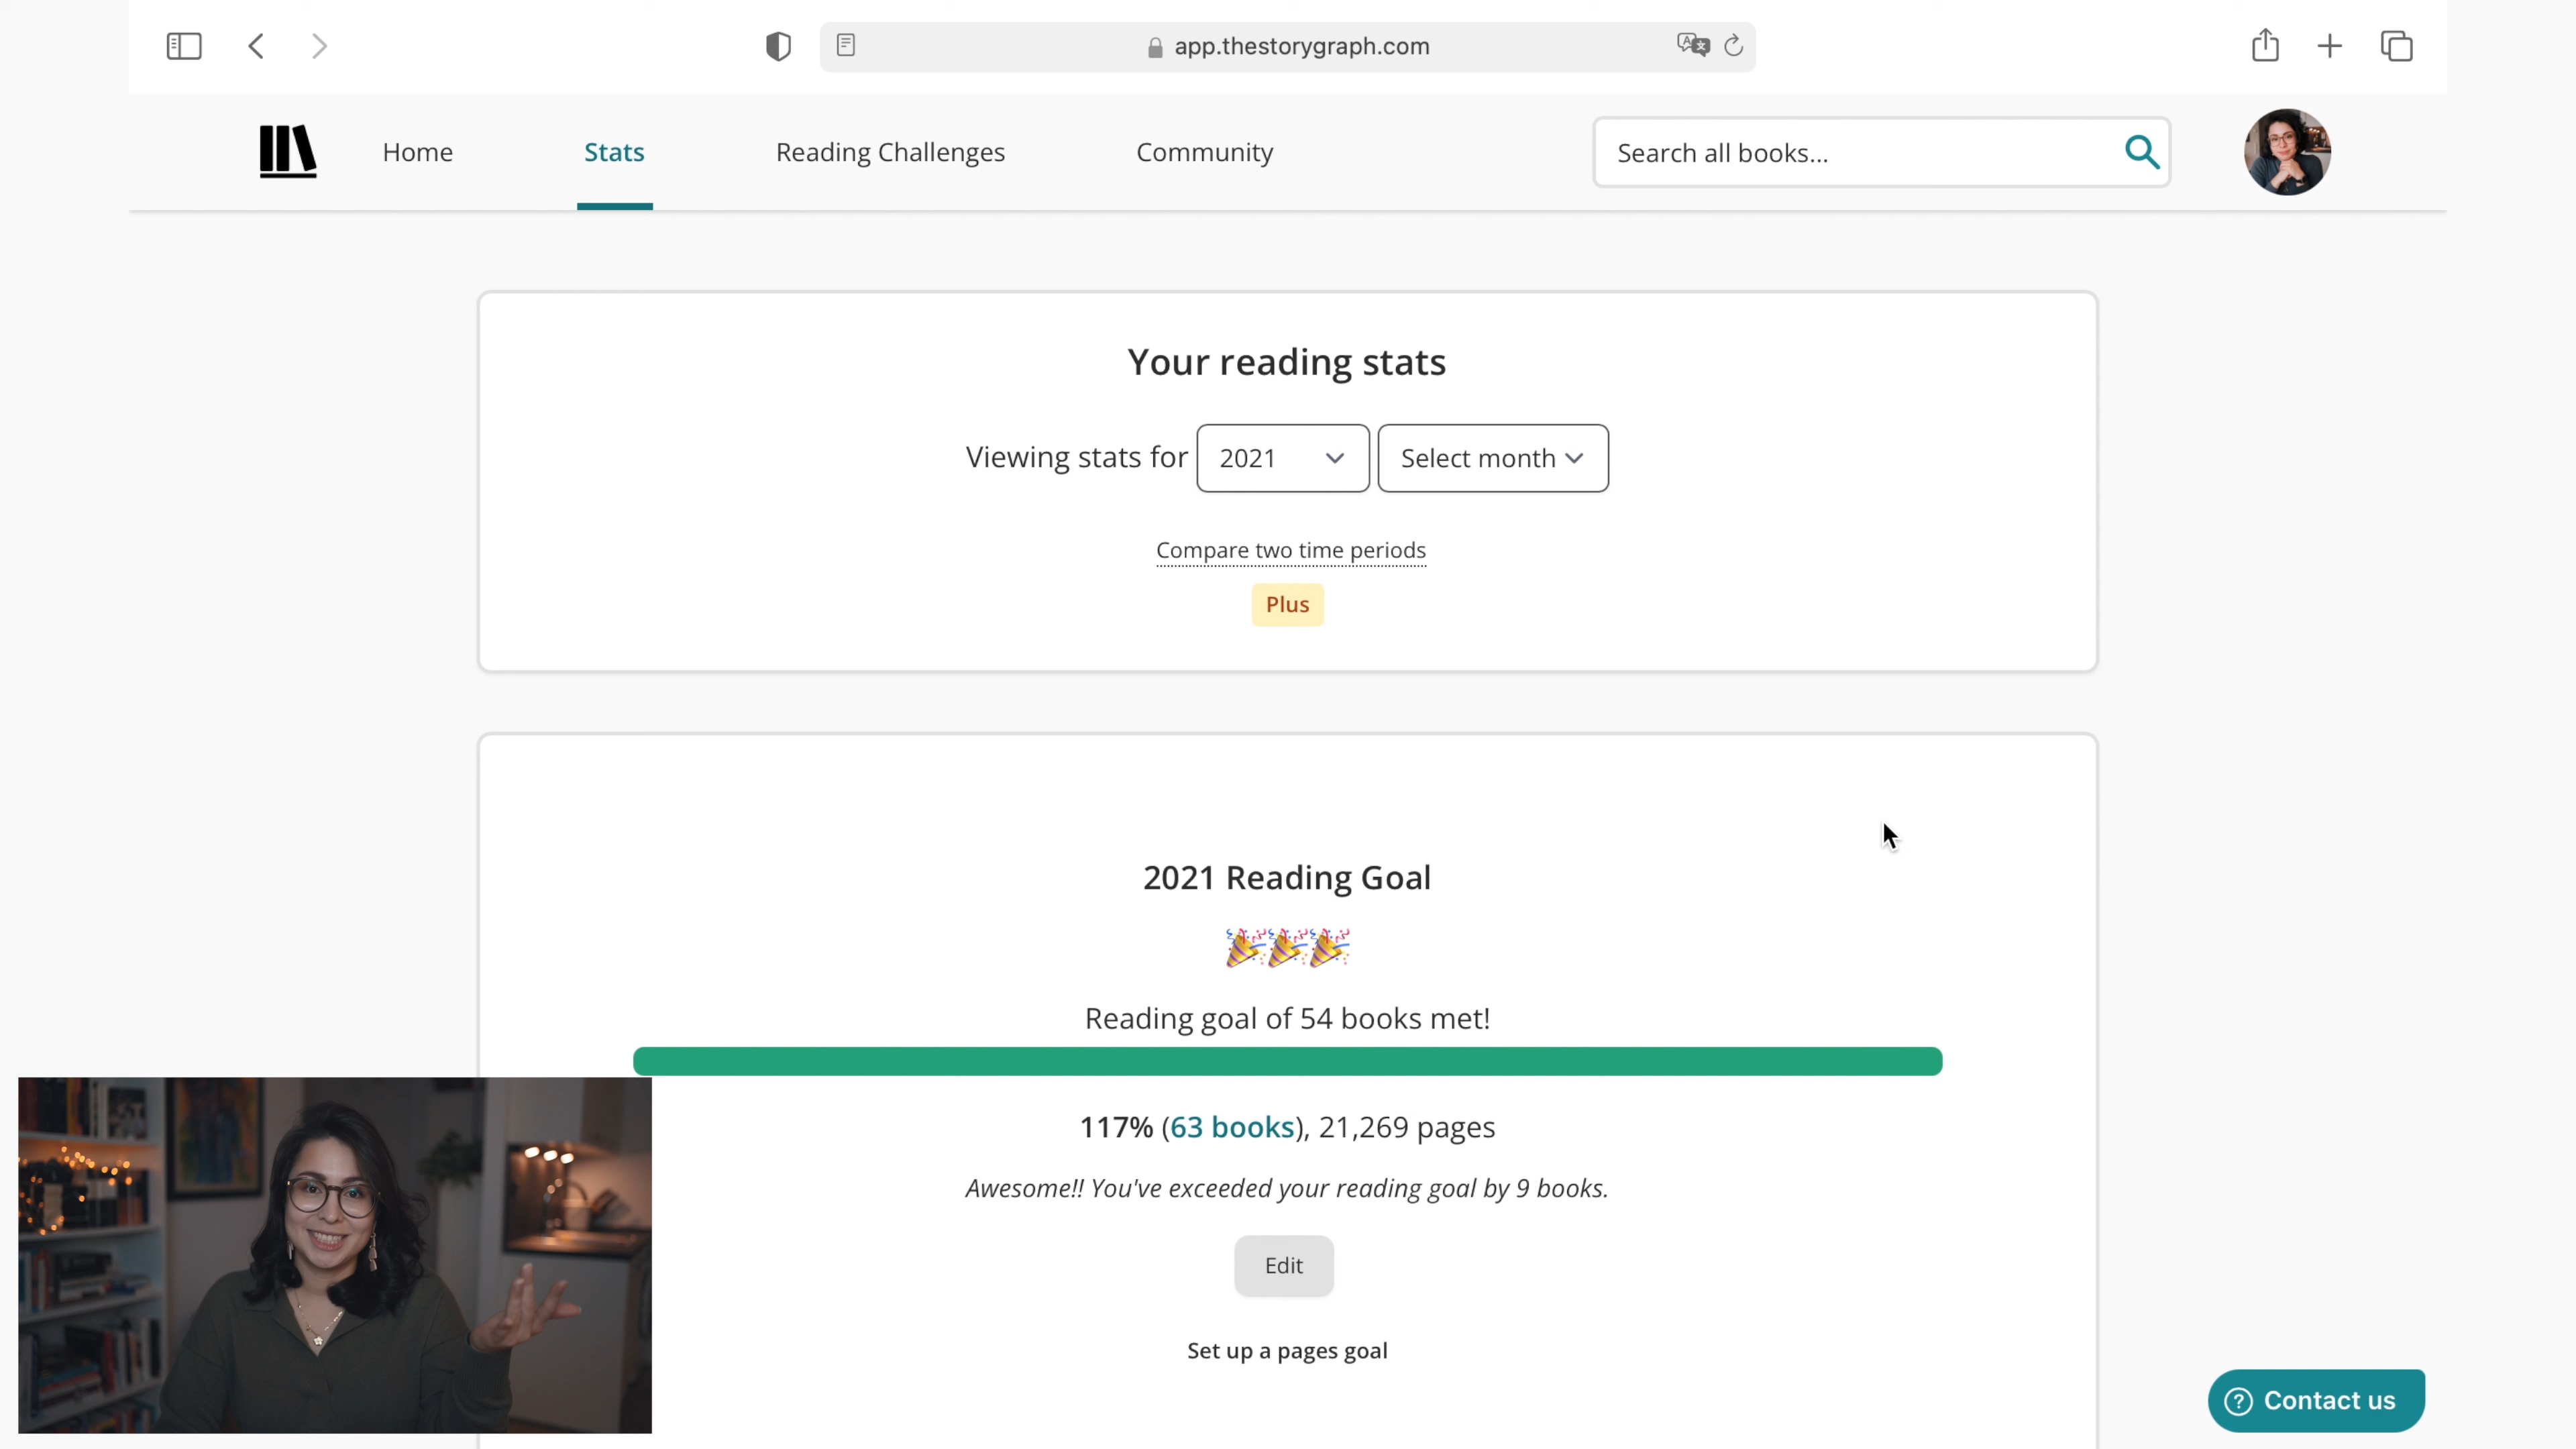 app.thestorygraph.com
Home Stats Reading Challenges Community Search all books...
Your reading stats
Viewing stats for 2021 Select month
Compare two time periods
Plus
2021 Reading Goal
Reading goal of 54 books met!
117% (63 books), 21,269 pages
Awesome!! You've exceeded your reading goal by 9 books.
Edit
Set up a pages goal
? Contact us